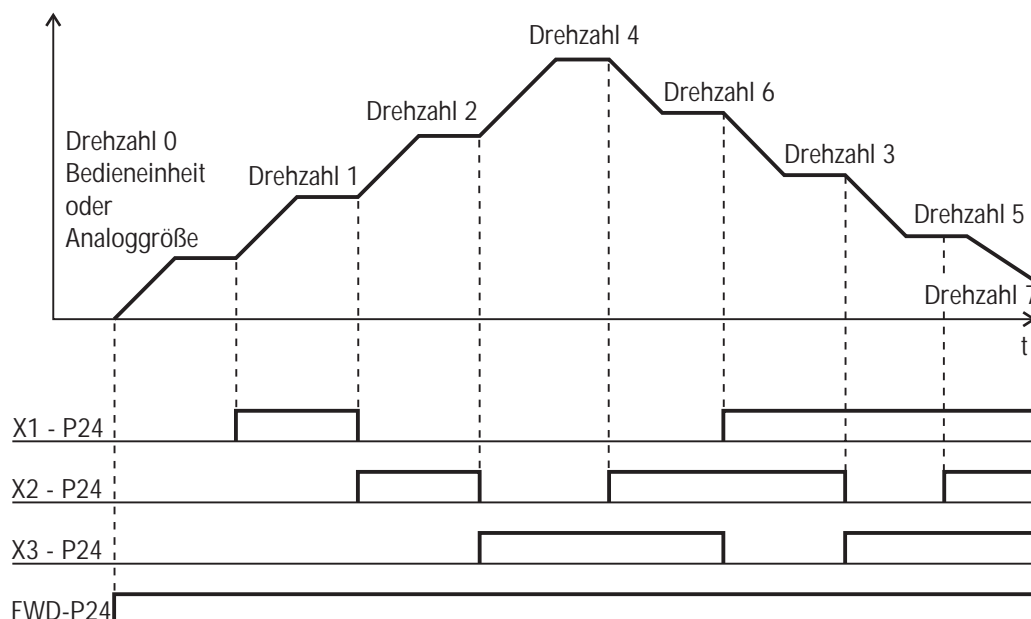 Drehzahl 4
Drehzahl 6
Drehzahl 2
Drehzahl 0
Bedieneinheit
oder
Analoggröße
Drehzahl 1
Drehzahl 3
Drehzahl 5
Drehzahl 7
t
X1 - P24
X2 - P24
X3 - P24
FWD-P24